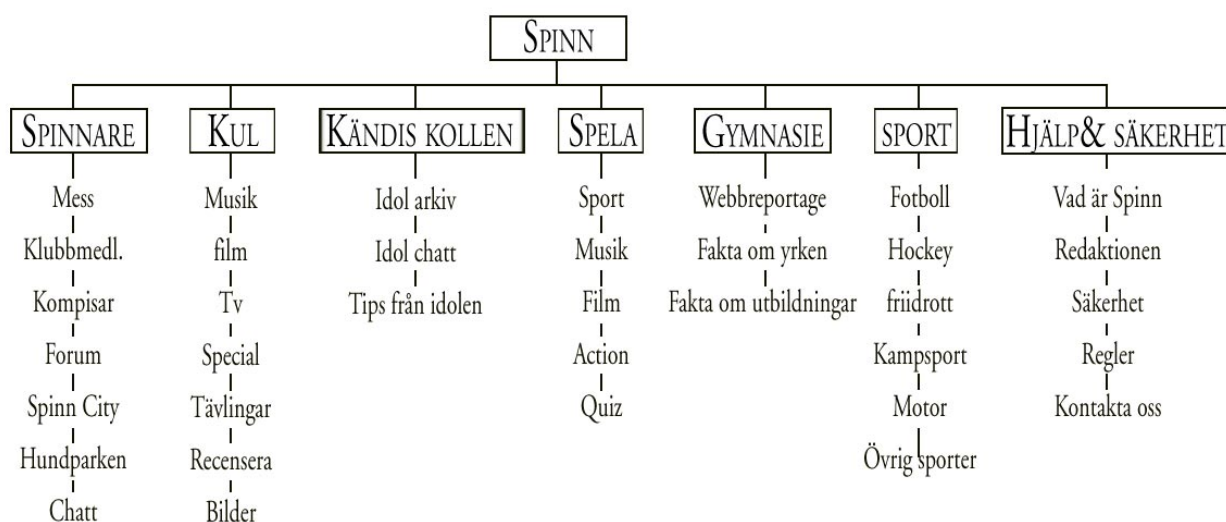 SPINN
SPINNARE
Mess
Klubbmedl.
Kompisar
Forum
Spinn City
Hundparken
Chatt
KUL
Musik
film
Tv
Special
Tävlingar
Recensera
Bilder
KÄNDIS KOLLEN
Idol arkiv
Idol chatt
Tips från idolen
SPELA
Sport
Musik
Film
Action
Quiz
GYMNASIE
Webbreportage
Fakta om yrken
Fakta om utbildningar
SPORT
Fotboll
Hockey
friidrott
Kampsport
Motor
Övrig sporter
HJÄLP& SÄKERHET
Vad är Spinn
Redaktionen
Säkerhet
Regler
Kontakta oss